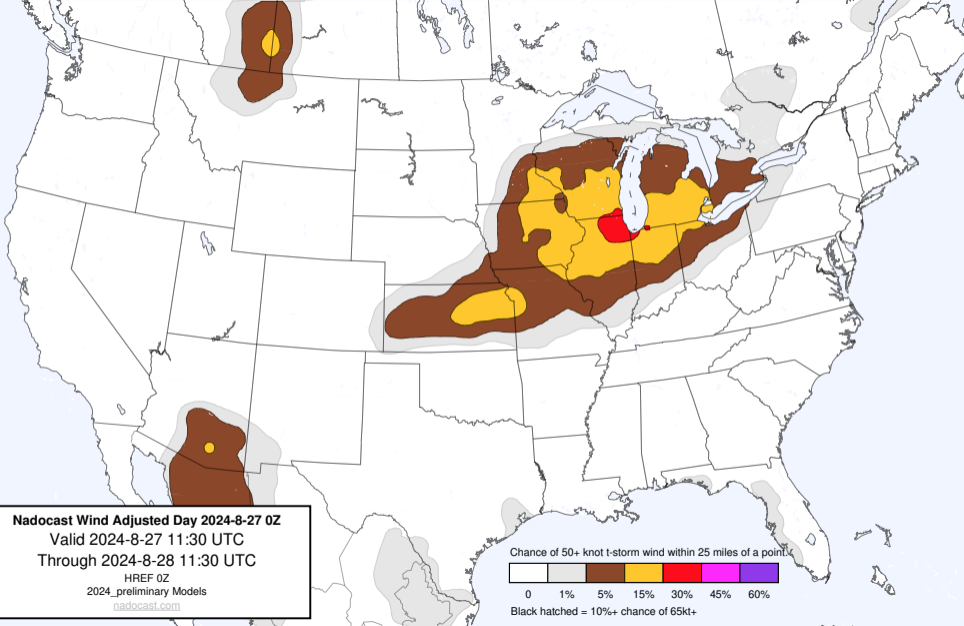 Nadocast Wind Adjusted Day 2024-8-27 0Z
Valid 2024-8-27 11:30 UTC
Through 2024-8-28 11:30 UTC
HREF 0Z
2024_preliminary Models
nadocast.com
Chance of 50+ knot t-storm wind within 25 miles of a point.
0 1% 5% 15% 30% 45% 60%
Black hatched = 10%+ chance of 65kt+